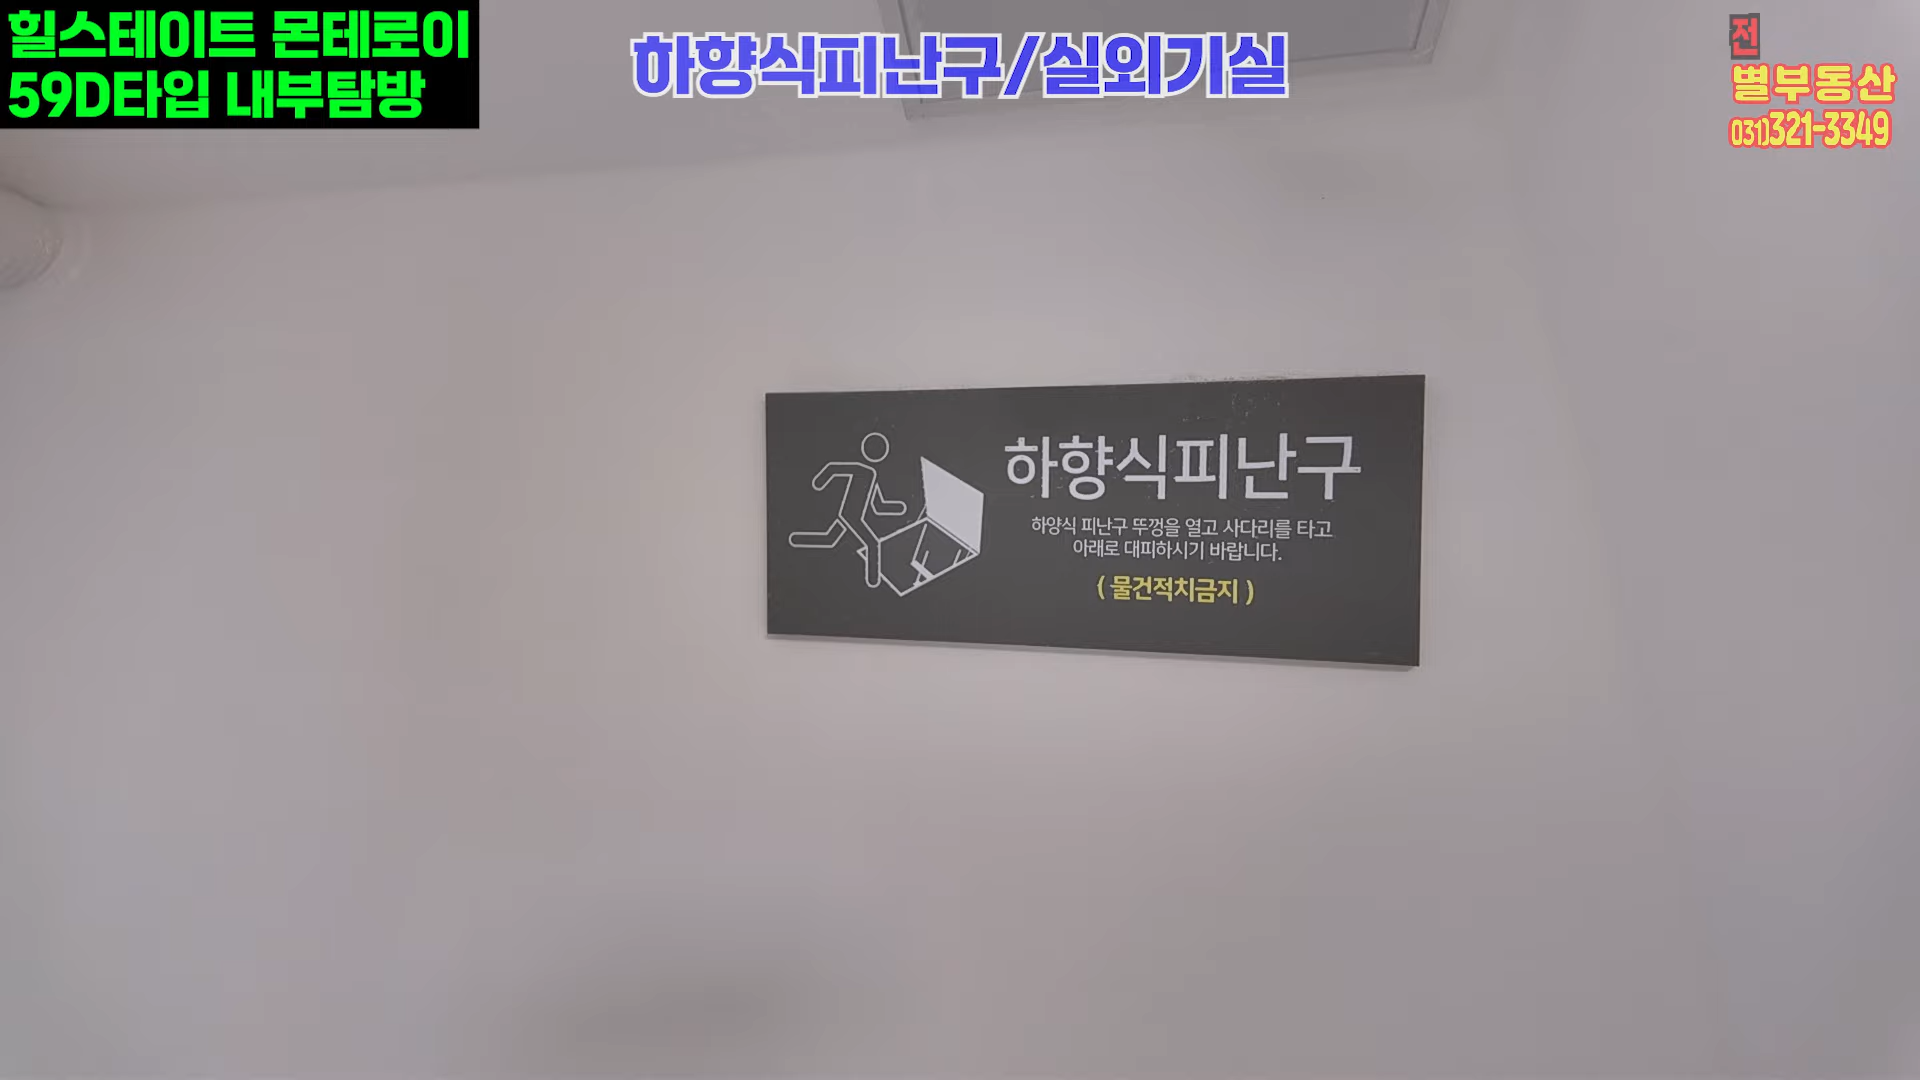 힐스테이트 몬테로이
59D타입 내부탐방
하향식피난구/실외기실
전
별부동산
031)321-3349
하향식피난구
하양식 피난구 뚜껑을 열고 사다리를 타고
아래로 대피하시기 바랍니다.
( 물건적치금지 )